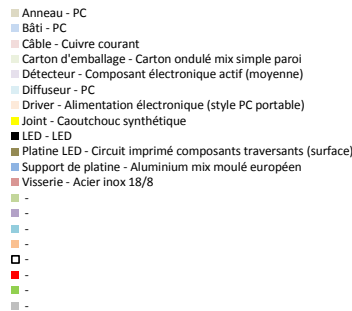 Anneau - PC
Bâti - PC
Câble - Cuivre courant
Carton d'emballage - Carton ondulé mix simple paroi
Détecteur - Composant électronique actif (moyenne)
Diffuseur - PC
Driver - Alimentation électronique (style PC portable)
Joint - Caoutchouc synthétique
LED - LED
Platine LED - Circuit imprimé composants traversants (surface)
Support de platine - Aluminium mix moulé européen
Visserie - Acier inox 18/8
-
-
-
-
-
-
-
-